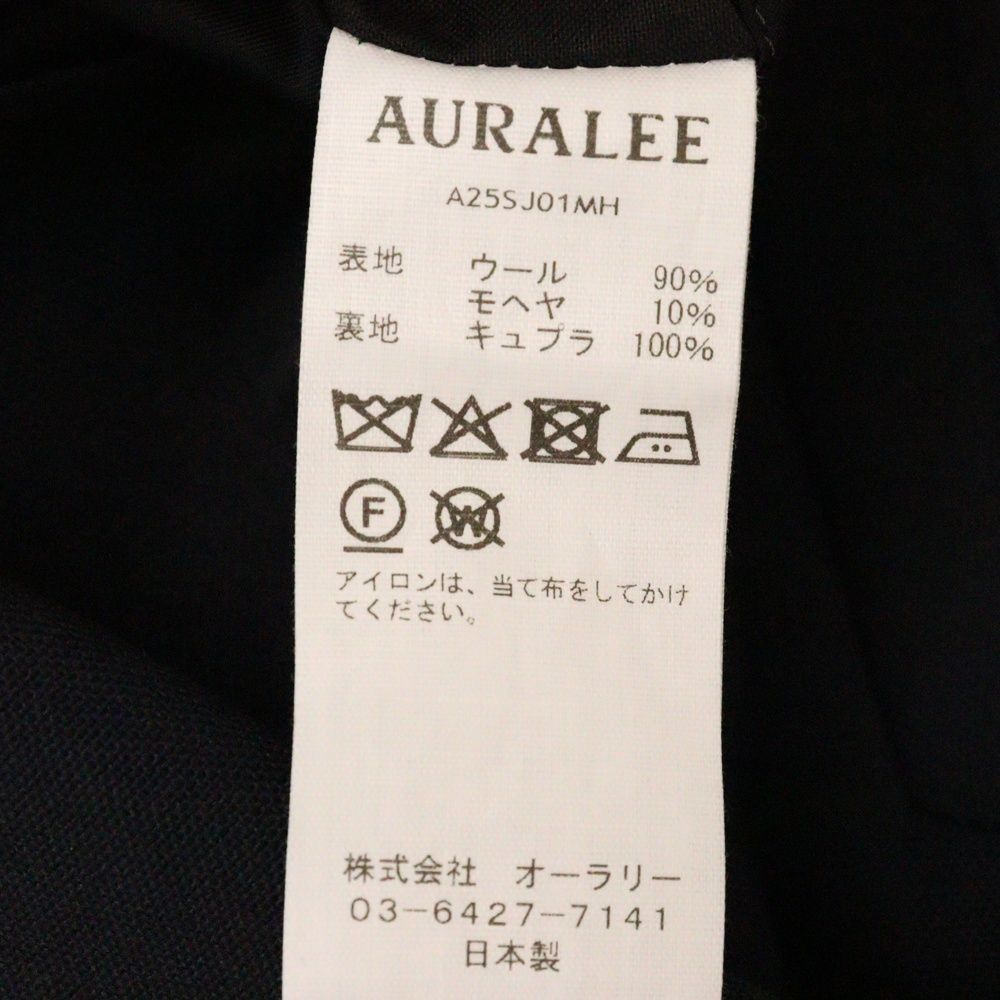 AURALEE
A25SJ01MH
表地 ウール 90%
モヘヤ 10%
裏地 キュプラ 100%
F W
アイロンは、当て布をしてかけ
てください。
株式会社 オーラリー
03-6427-7141
日本製